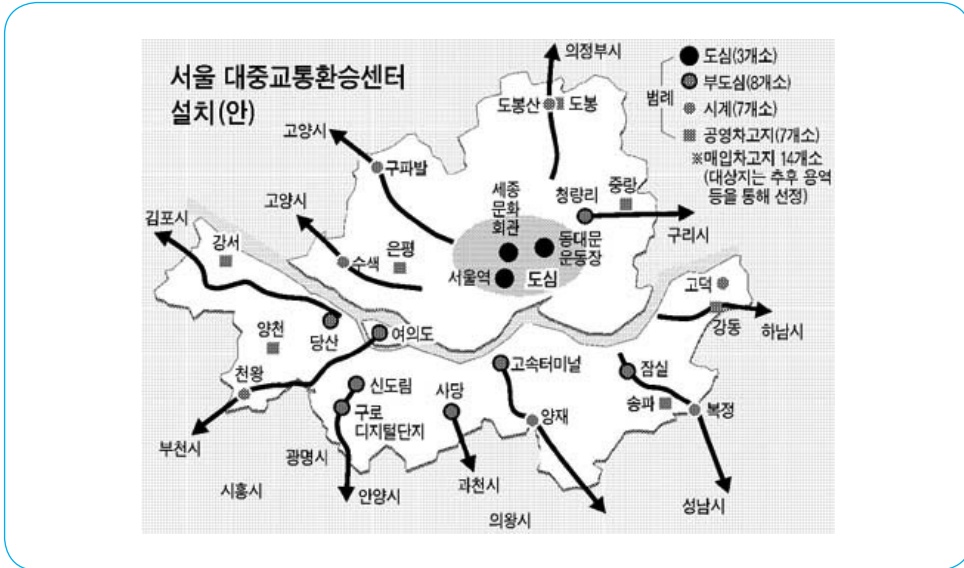 서울 대중교통환승센터
설치(안)
범례
도심(3개소)
부도심(8개소)
시계(7개소)
공영차고지(7개소)
※매입차고지 14개소
(대상지는 추후 용역
등을 통해 선정)
의정부시
도봉산
도봉
고양시
구파발
세종
문화
회관
청량리
중랑
구리시
고양시
김포시
강서
수색
은평
동대문
운동장
서울역
도심
고덕
강동
하남시
양천
당산
여의도
천왕
신도림
사당
고속터미널
잠실
송파
복정
구로
디지털단지
양재
부천시
광명시
시흥시
안양시
과천시
의왕시
성남시